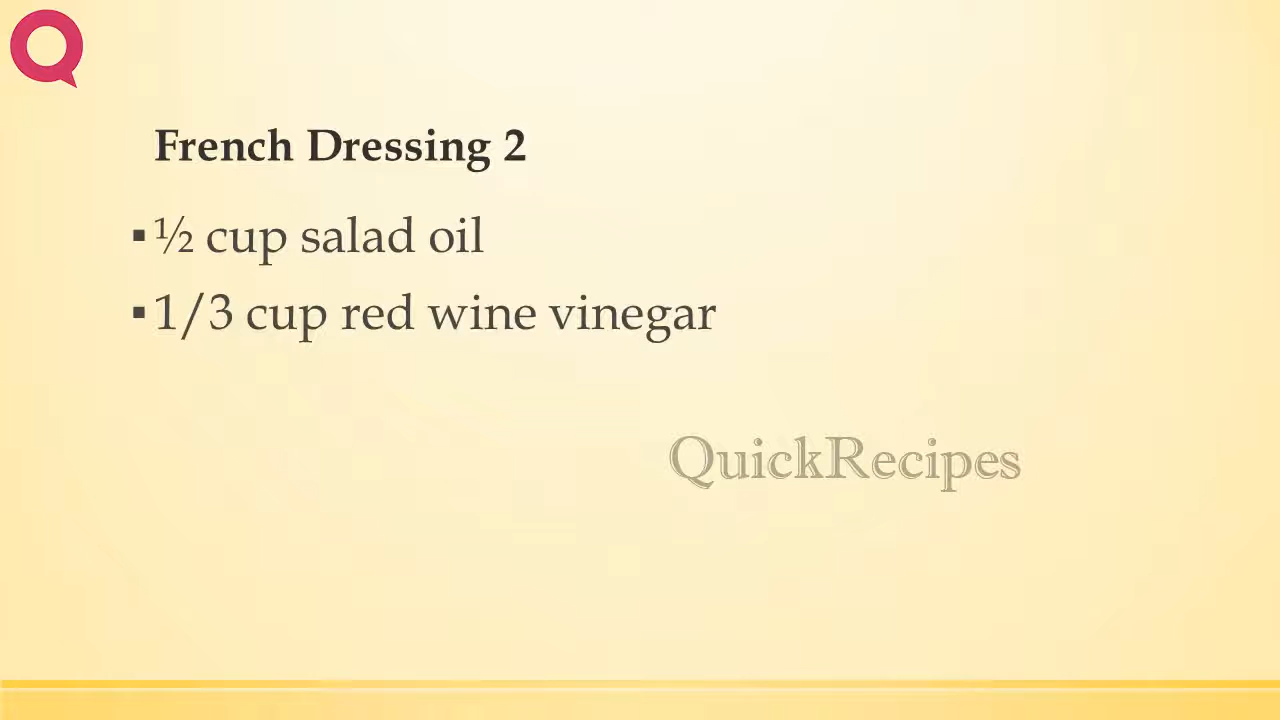 French Dressing 2
▪½ cup salad oil
▪1/3 cup red wine vinegar
QuickRecipes